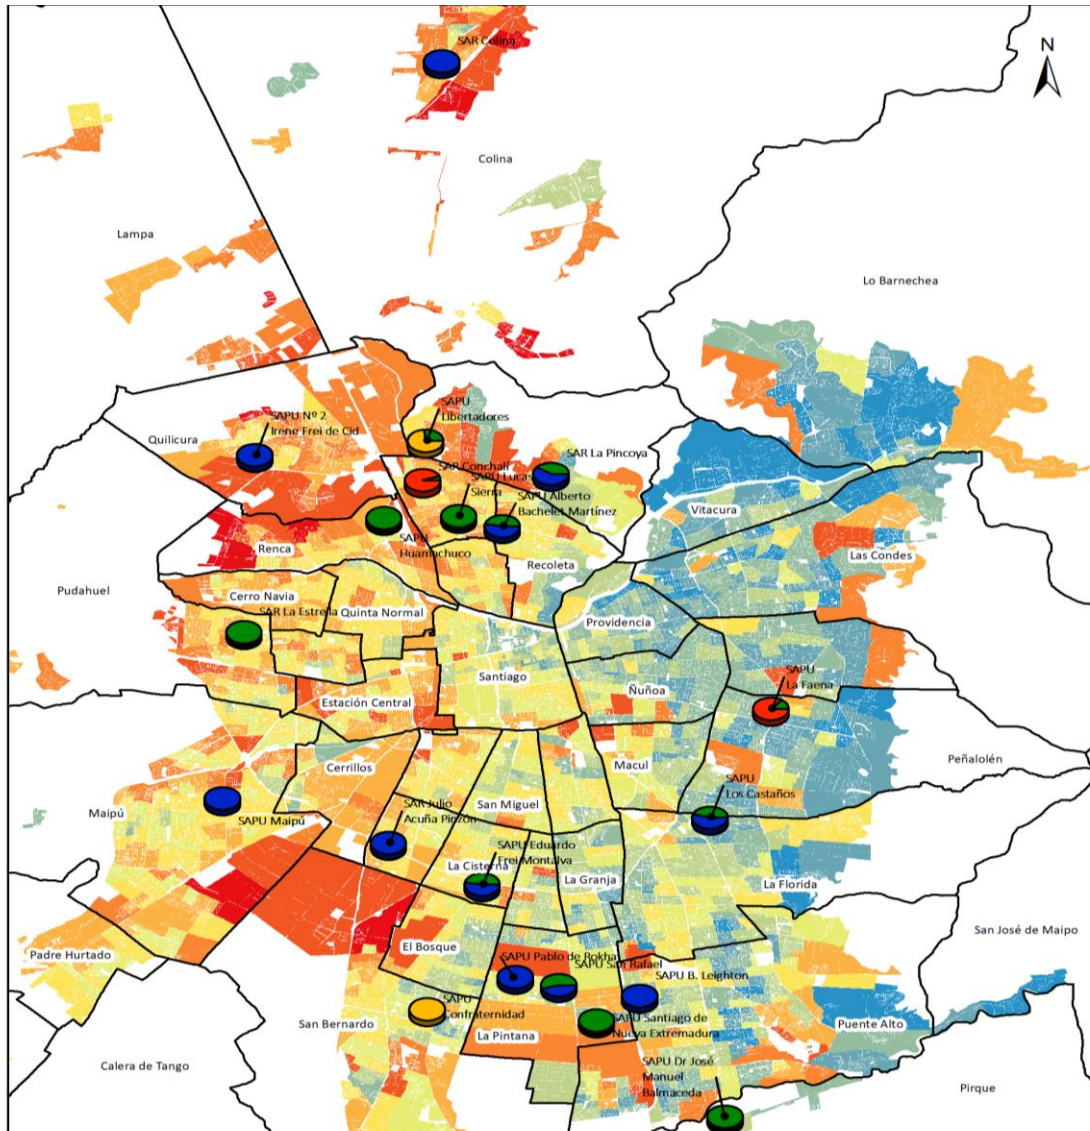 N
SAR Colina
Colina
Lampa
Lo Barnechea
SAPU
Libertadores
SAPU Nº 2
Irene Frei de Cid
Quilicura
SAR La Pincoya
SAR Conchalí
SAPU Lucas
Sierra
SAPU Alberto
Bachelet Martínez
Vitacura
SAPU
Huamachuco
Renca
Las Condes
Recoleta
Pudahuel
Cerro Navia
SAR La Estrella
Quinta Normal
Providencia
Santiago
Ñuñoa
SAPU
La Faena
Estación Central
Peñalolén
Cerrillos
Macul
SAPU
Los Castaños
San Miguel
Maipú
SAPU Maipú
SAR Julio
Acuña Pinzón
SAPU Eduardo
Frei Montalva
La Cisterna
La Granja
La Florida
San José de Maipo
El Bosque
Padre Hurtado
SAPU Pablo de Rokha
SAPU San Rafael
SAPU B. Leighton
SAPU
Confraternidad
San Bernardo
SAPU Santiago de
Nueva Extremadura
La Pintana
Puente Alto
Calera de Tango
SAPU Dr José
Manuel
Balmaceda
Pirque